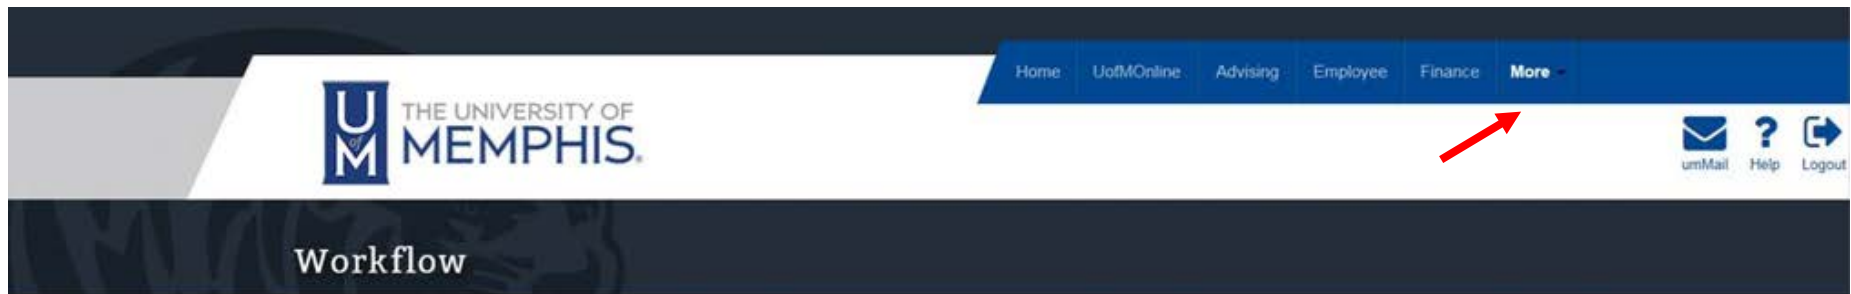 Home UofMOnline Advising Employee Finance More
U
of
M
THE UNIVERSITY OF
MEMPHIS.
umMail Help Logout
Workflow